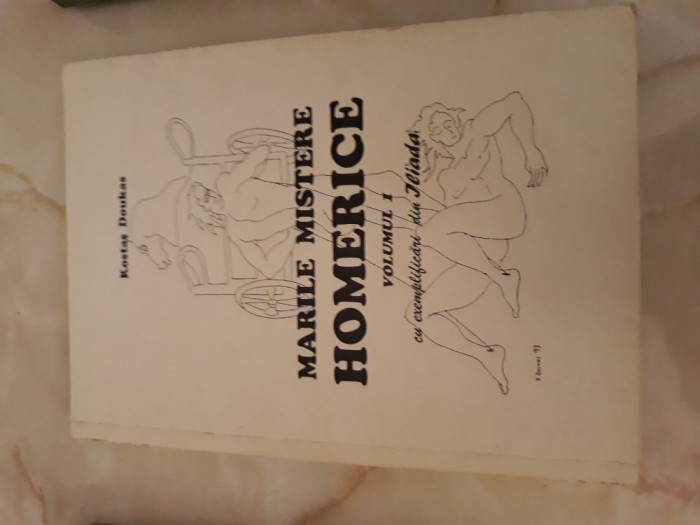 Kostas Doukas
MARILE MISTERE
HOMERICE
VOLUMUL I
cu exemplificări din Iliada